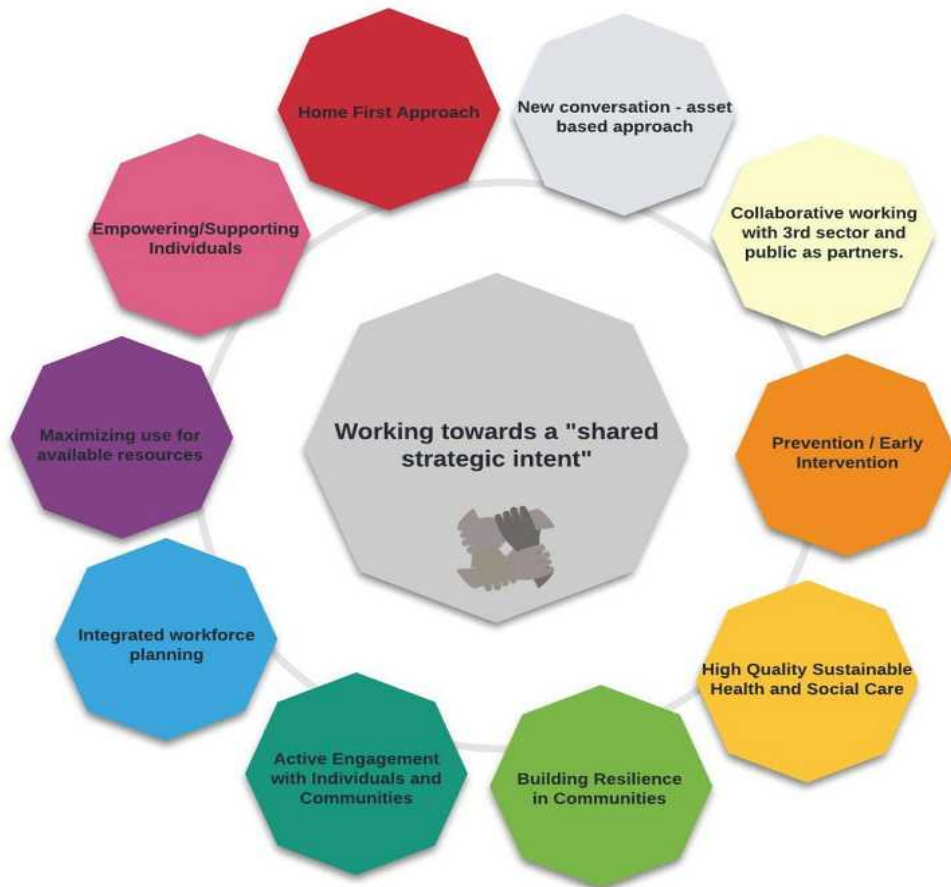 Home First Approach
New conversation - asset
based approach
Collaborative working
with 3rd sector and
public as partners.
Prevention / Early
Intervention
High Quality Sustainable
Health and Social Care
Building Resilience
in Communities
Active Engagement
with Individuals and
Communities
Integrated workforce
planning
Maximizing use for
available resources
Empowering/Supporting
Individuals
Working towards a "shared
strategic intent"